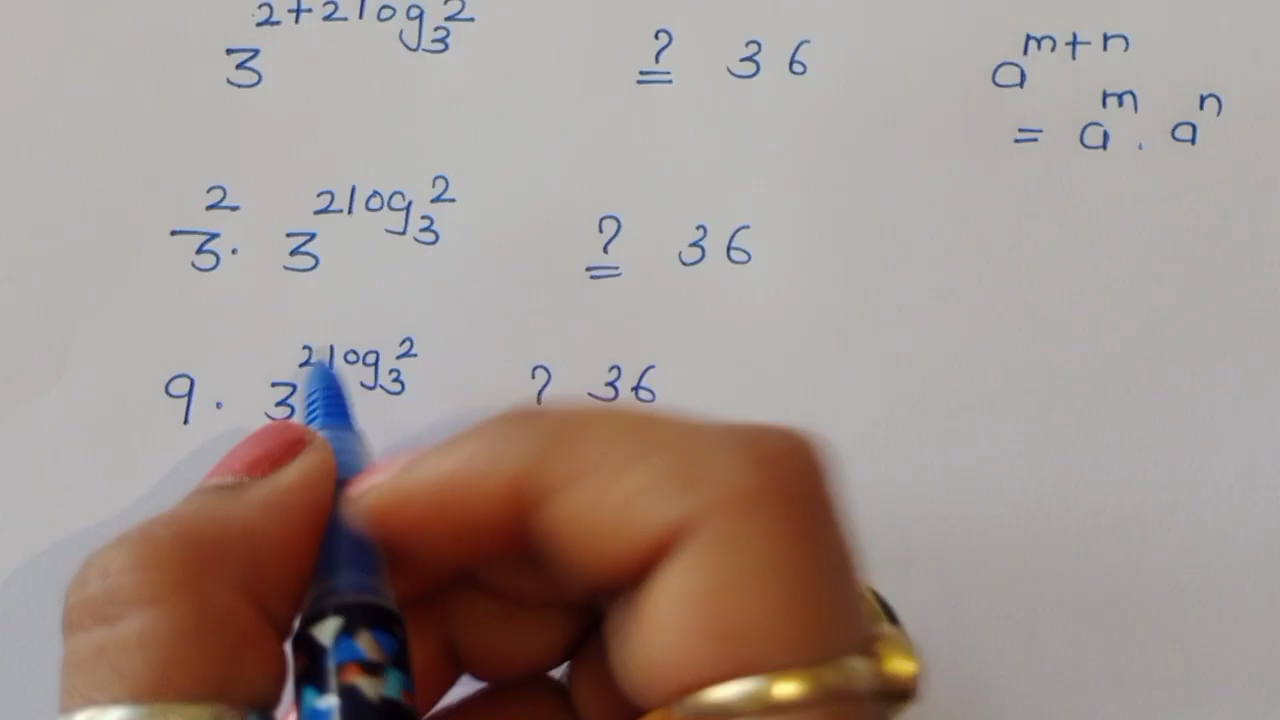 3^{2+2log_3 2} ?= 36
a^{m+n}
= a^m . a^n
3^2 . 3^{2log_3 2} ?= 36
9 . 3^{2log_3 2} ? 36